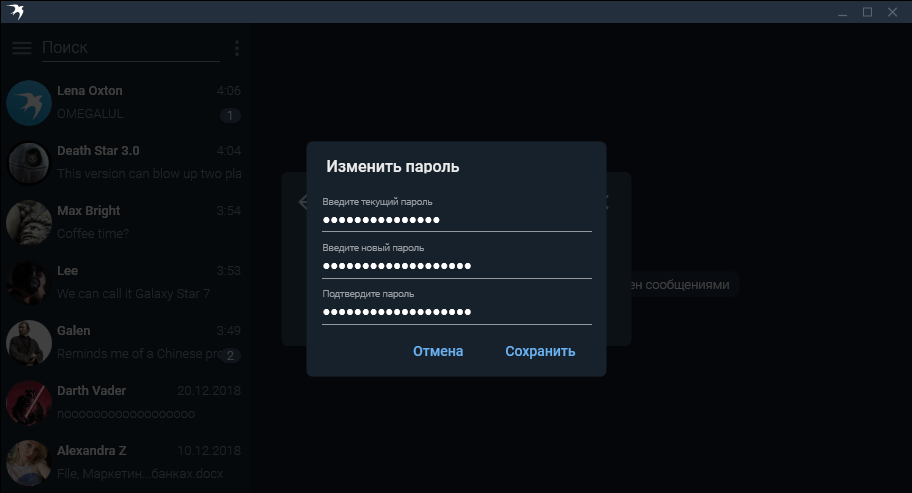 Поиск
Lena Oxton 4:06
OMEGALUL 1
Death Star 3.0 4:04
This version can blow up two pla
Max Bright 3:54
Coffee time?
Lee 3:53
We can call it Galaxy Star 7
Galen 3:49
Reminds me of a Chinese pro 2
Darth Vader 20.12.2018
nooooooooooooooooooo
Alexandra Z 10.12.2018
File, Маркетин...банках.docx
Изменить пароль
Введите текущий пароль
●●●●●●●●●●●●●●●
Введите новый пароль
●●●●●●●●●●●●●●●●●●●
Подтвердите пароль
●●●●●●●●●●●●●●●●●●●
Отмена Сохранить
ен сообщениями